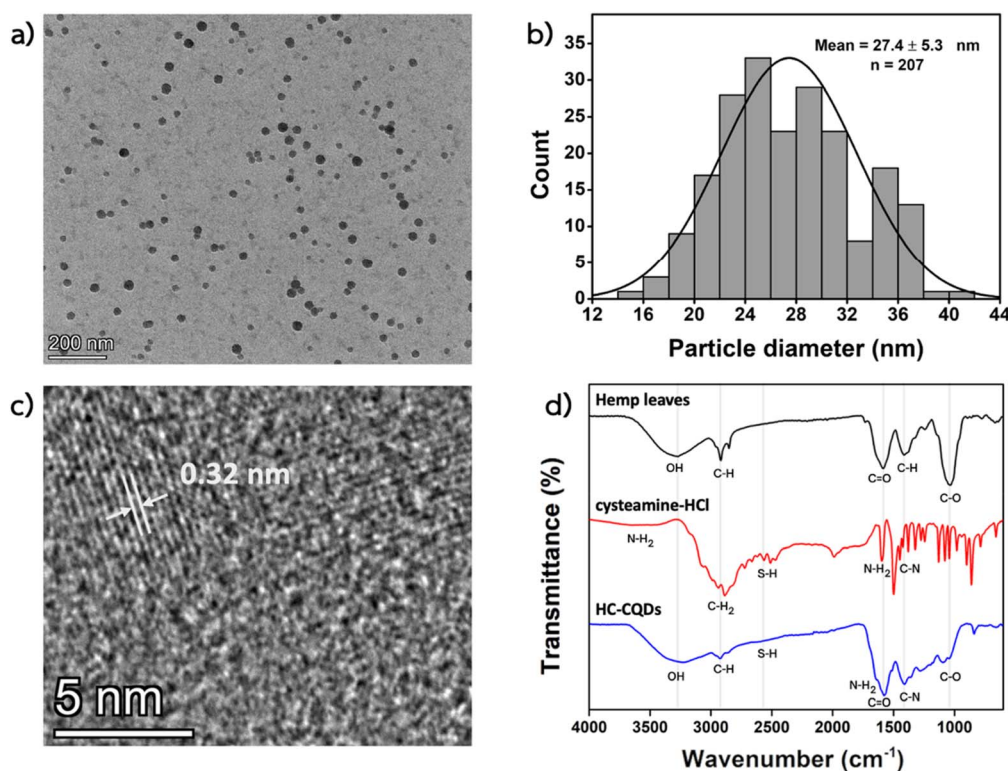 a)
200 nm
b)
Mean = 27.4 ± 5.3 nm
n = 207
Count
35
30
25
20
15
10
5
0
12 16 20 24 28 32 36 40 44
Particle diameter (nm)
c)
0.32 nm
5 nm
d)
Transmittance (%)
Hemp leaves
OH
C-H
C=O
C-H
C-O
cysteamine-HCl
N-H2
C-H2
S-H
N-H2
C-N
HC-CQDs
OH
C-H
S-H
N-H2
C=O
C-N
C-O
4000 3500 3000 2500 2000 1500 1000
Wavenumber (cm-1)